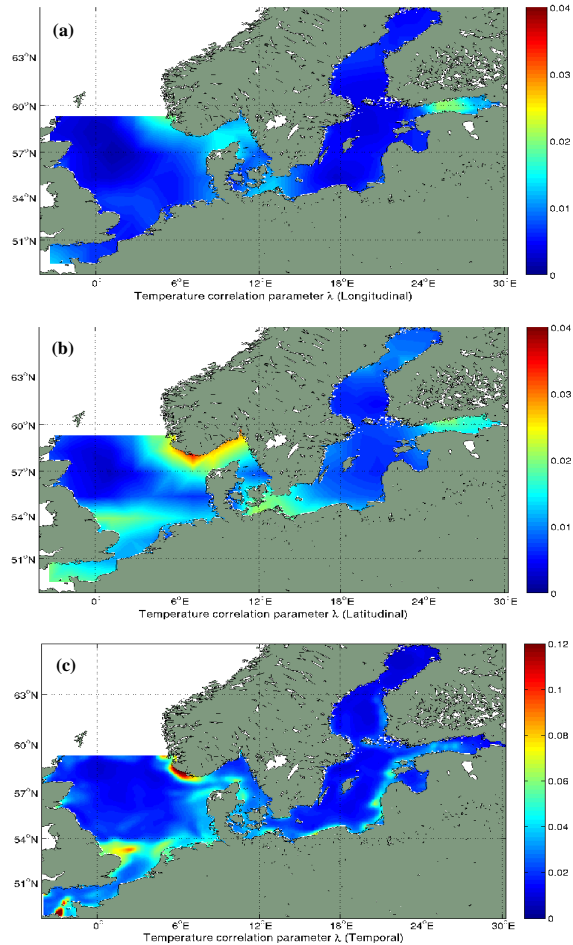 (a)
63°N
60°N
57°N
54°N
51°N
0°
6°E
12°E
18°E
24°E
30°E
0.04
0.03
0.02
0.01
0
Temperature correlation parameter λ (Longitudinal)
(b)
63°N
60°N
57°N
54°N
51°N
0°
6°E
12°E
18°E
24°E
30°E
0.04
0.03
0.02
0.01
0
Temperature correlation parameter λ (Latitudinal)
(c)
63°N
60°N
57°N
54°N
51°N
0°
6°E
12°E
18°E
24°E
30°E
0.12
0.1
0.08
0.06
0.04
0.02
0
Temperature correlation parameter λ (Temporal)